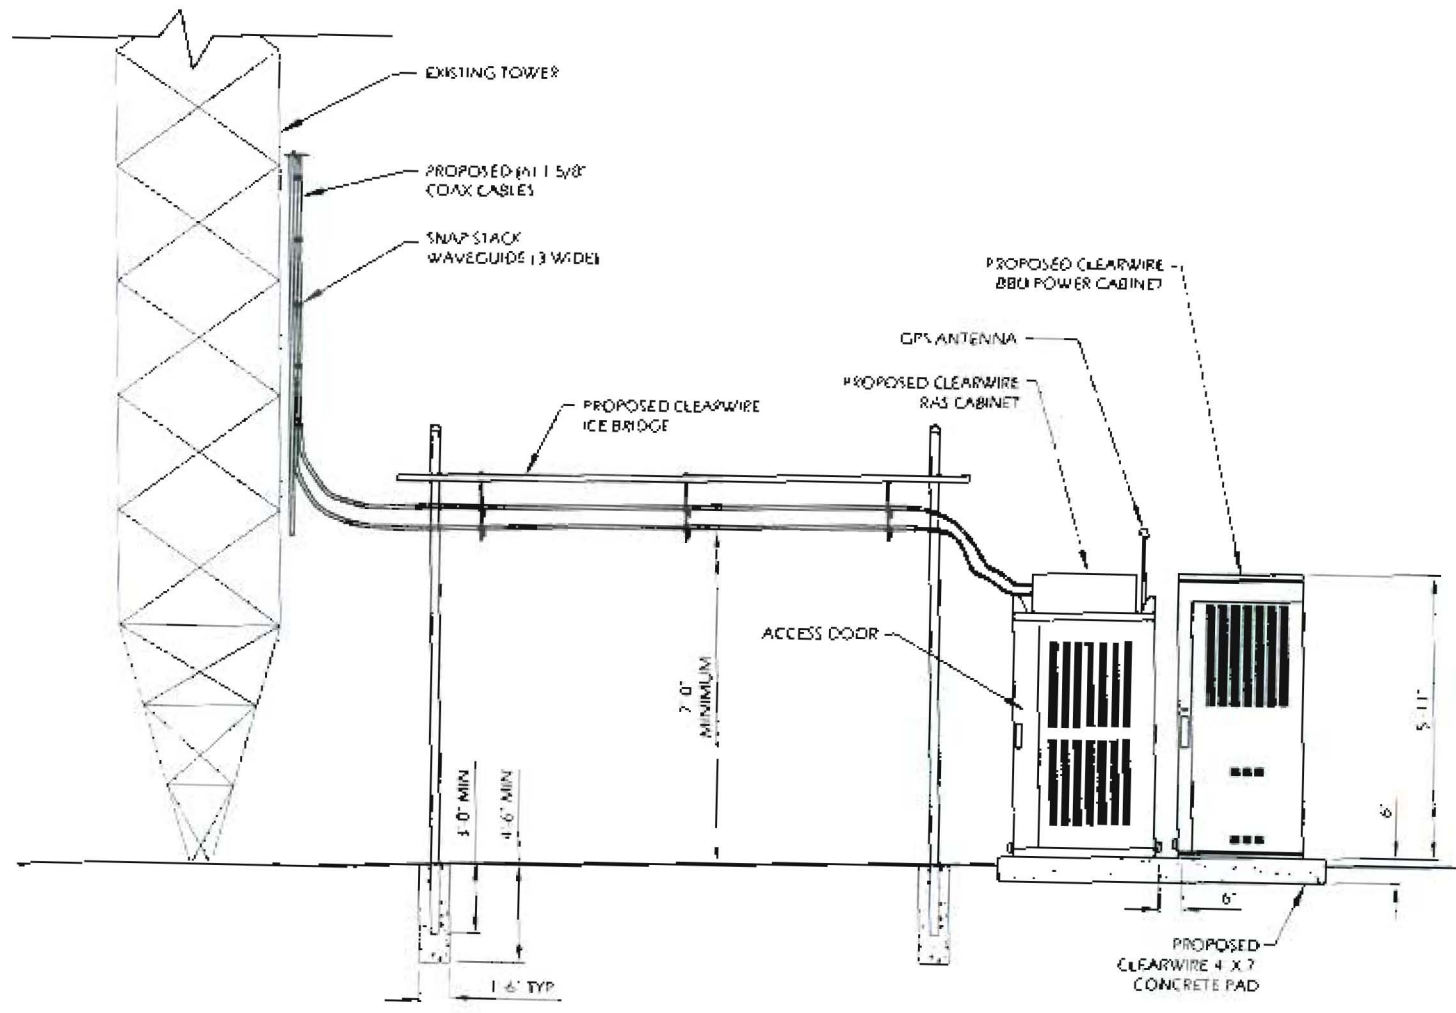 EXISTING TOWER
PROPOSED (6) 1 5/8"
COAX CABLES
SNAP STACK
WAVEGUIDE (3 WIDE)
PROPOSED CLEARWIRE
BBU POWER CABINET
GPS ANTENNA
PROPOSED CLEARWIRE
RAS CABINET
PROPOSED CLEARWIRE
ICE BRIDGE
ACCESS DOOR
MINIMUM
3'-0" MIN
4'-6" MIN
5'-11"
6"
6"
1'-6" TYP
PROPOSED
CLEARWIRE 4' X 7'
CONCRETE PAD